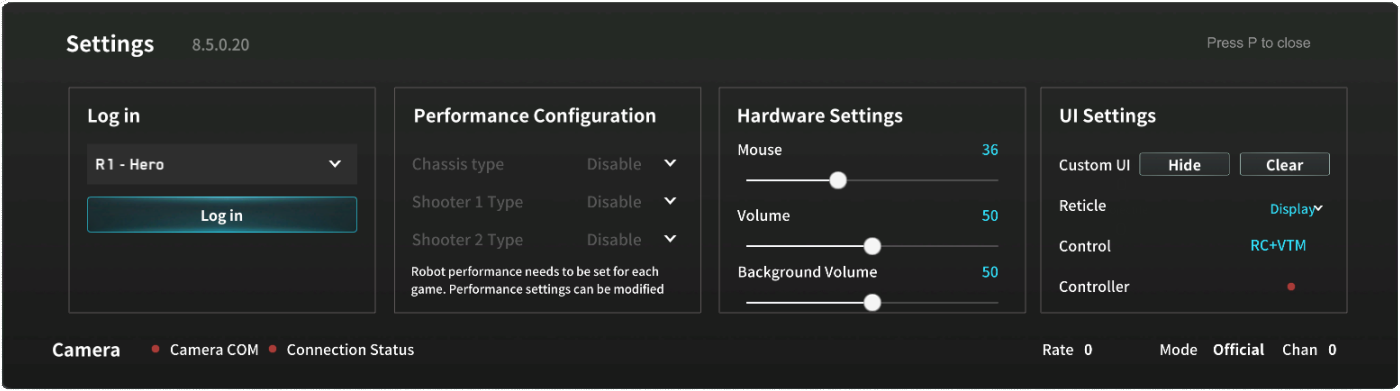 Settings 8.5.0.20 Press P to close
Log in
R1 - Hero
Log in
Performance Configuration
Chassis type Disable
Shooter 1 Type Disable
Shooter 2 Type Disable
Robot performance needs to be set for each
game. Performance settings can be modified
Hardware Settings
Mouse 36
Volume 50
Background Volume 50
UI Settings
Custom UI Hide Clear
Reticle Display
Control RC+VTM
Controller
Camera Camera COM Connection Status Rate 0 Mode Official Chan 0